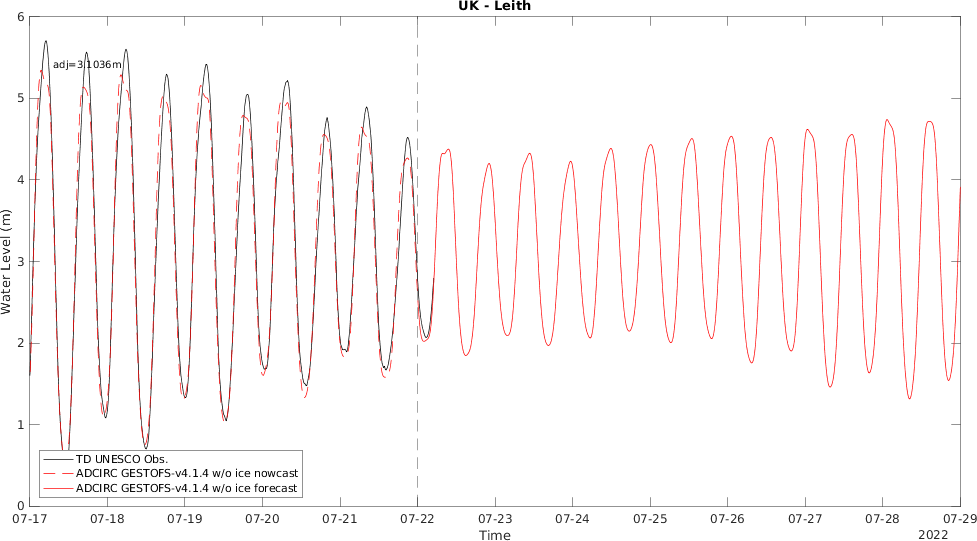 UK - Leith
6
5
4
3
2
1
0
Water Level (m)
adj=3.1036m
TD UNESCO Obs.
ADCIRC GESTOFS-v4.1.4 w/o ice nowcast
ADCIRC GESTOFS-v4.1.4 w/o ice forecast
07-17 07-18 07-19 07-20 07-21 07-22 07-23 07-24 07-25 07-26 07-27 07-28 07-29
Time
2022